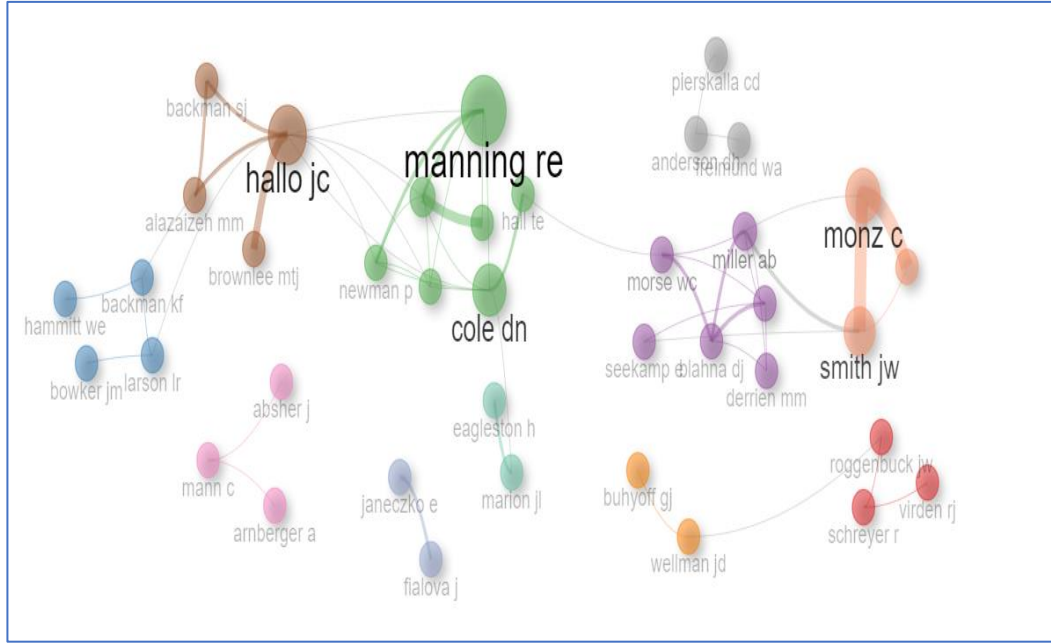 pierskalla cd
backman sj
anderson dh
freimund wa
manning re
hallo jc
hall te
alazaizeh mm
monz c
miller ab
brownlee mtj
morse wc
newman p
backman kf
hammitt we
cole dn
seekamp e
blahna dj
smith jw
larson lr
bowker jm
derrien mm
absher j
eagleston h
roggenbuck jw
mann c
janeczko e
marion jl
buhyoff gj
virden rj
arnberger a
schreyer r
wellman jd
fialova j